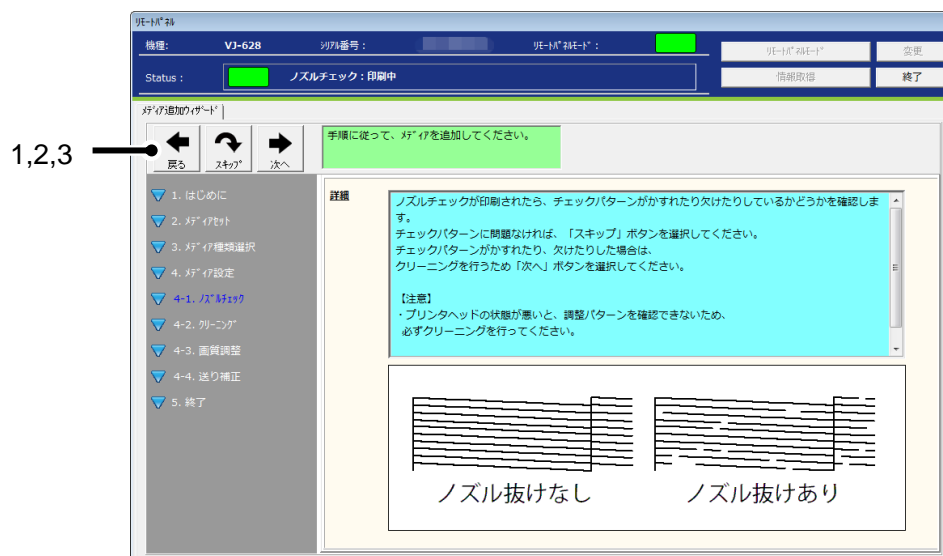 ﾘﾓｰﾄﾊﾟﾈﾙ
機種:
VJ-628
ｼﾘｱﾙ番号：
ﾘﾓｰﾄﾊﾟﾈﾙﾓｰﾄﾞ：
ﾘﾓｰﾄﾊﾟﾈﾙﾓｰﾄﾞ
変更
Status :
ノズルチェック：印刷中
情報取得
終了
ﾒﾃﾞｨｱ追加ｳｨｻﾞｰﾄﾞ
1,2,3
戻る
ｽｷｯﾌﾟ
次へ
手順に従って、ﾒﾃﾞｨｱを追加してください。
1. はじめに
2. ﾒﾃﾞｨｱｾｯﾄ
3. ﾒﾃﾞｨｱ種類選択
4. ﾒﾃﾞｨｱ設定
4-1. ﾉｽﾞﾙﾁｪｯｸ
4-2. ｸﾘｰﾆﾝｸﾞ
4-3. 画質調整
4-4. 送り補正
5. 終了
詳細
ノズルチェックが印刷されたら、チェックパターンがかすれたり欠けたりしているかどうかを確認しま
す。
チェックパターンに問題なければ、「スキップ」ボタンを選択してください。
チェックパターンがかすれたり、欠けたりした場合は、
クリーニングを行うため「次へ」ボタンを選択してください。
【注意】
・プリンタヘッドの状態が悪いと、調整パターンを確認できないため、
必ずクリーニングを行ってください。
ノズル抜けなし
ノズル抜けあり